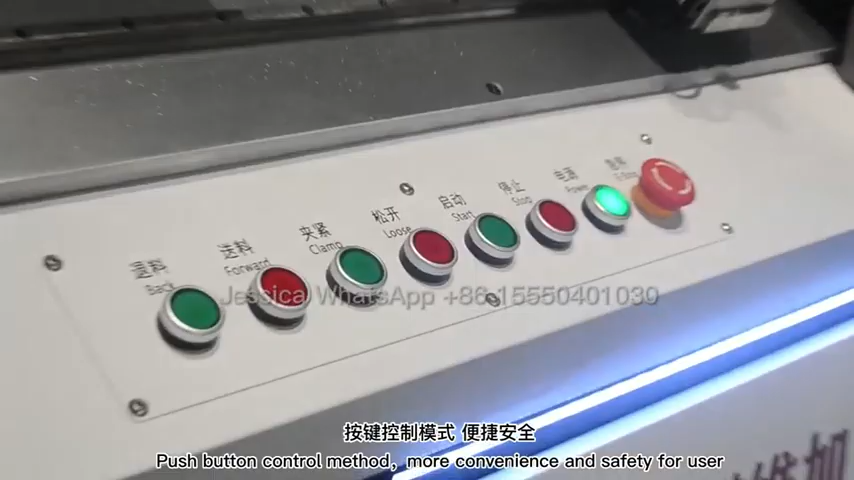 退料
Back
送料
Forward
夹紧
Clamp
松开
Loose
启动
Start
停止
Stop
电源
Power
Jessica WhatsApp +86 15550401039
按键控制模式 便捷安全
Push button control method, more convenience and safety for user